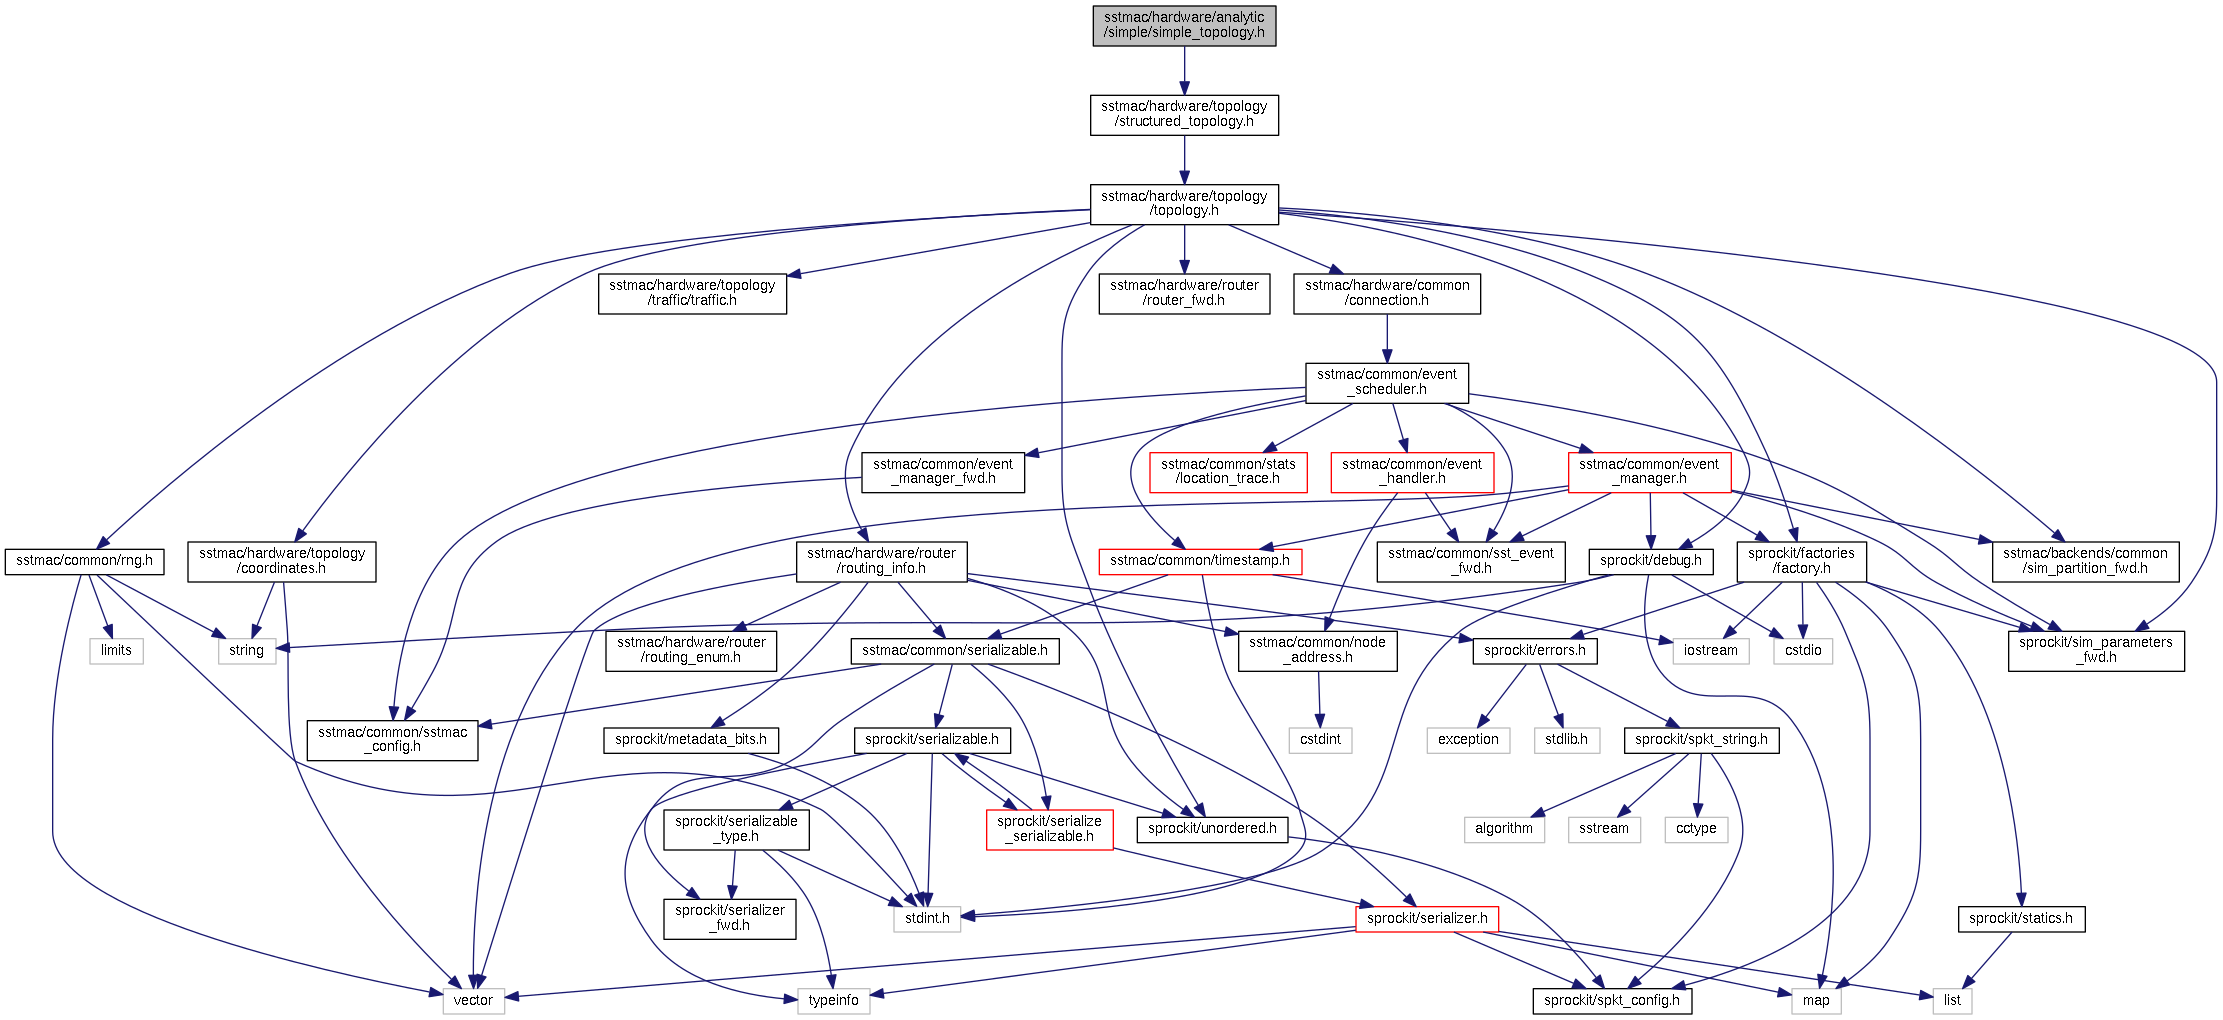 sstmac/hardware/analytic
/simple/simple_topology.h
sstmac/hardware/topology
/structured_topology.h
sstmac/hardware/topology
/topology.h
sstmac/hardware/topology
/traffic/traffic.h
sstmac/hardware/router
/router_fwd.h
sstmac/hardware/common
/connection.h
sstmac/common/event
_scheduler.h
sstmac/common/event
_manager_fwd.h
sstmac/common/stats
/location_trace.h
sstmac/common/event
_handler.h
sstmac/common/event
_manager.h
sstmac/common/rng.h
sstmac/hardware/topology
/coordinates.h
sstmac/hardware/router
/routing_info.h
sstmac/common/timestamp.h
sstmac/common/sst_event
_fwd.h
sprockit/debug.h
sprockit/factories
/factory.h
sstmac/backends/common
/sim_partition_fwd.h
limits
string
sstmac/hardware/router
/routing_enum.h
sstmac/common/serializable.h
sstmac/common/node
_address.h
sprockit/errors.h
iostream
cstdio
sprockit/sim_parameters
_fwd.h
sstmac/common/sstmac
_config.h
sprockit/metadata_bits.h
sprockit/serializable.h
cstdint
exception
stdlib.h
sprockit/spkt_string.h
sprockit/serializable
_type.h
sprockit/serialize
_serializable.h
sprockit/unordered.h
algorithm
sstream
cctype
sprockit/serializer
_fwd.h
stdint.h
sprockit/serializer.h
sprockit/statics.h
vector
typeinfo
sprockit/spkt_config.h
map
list